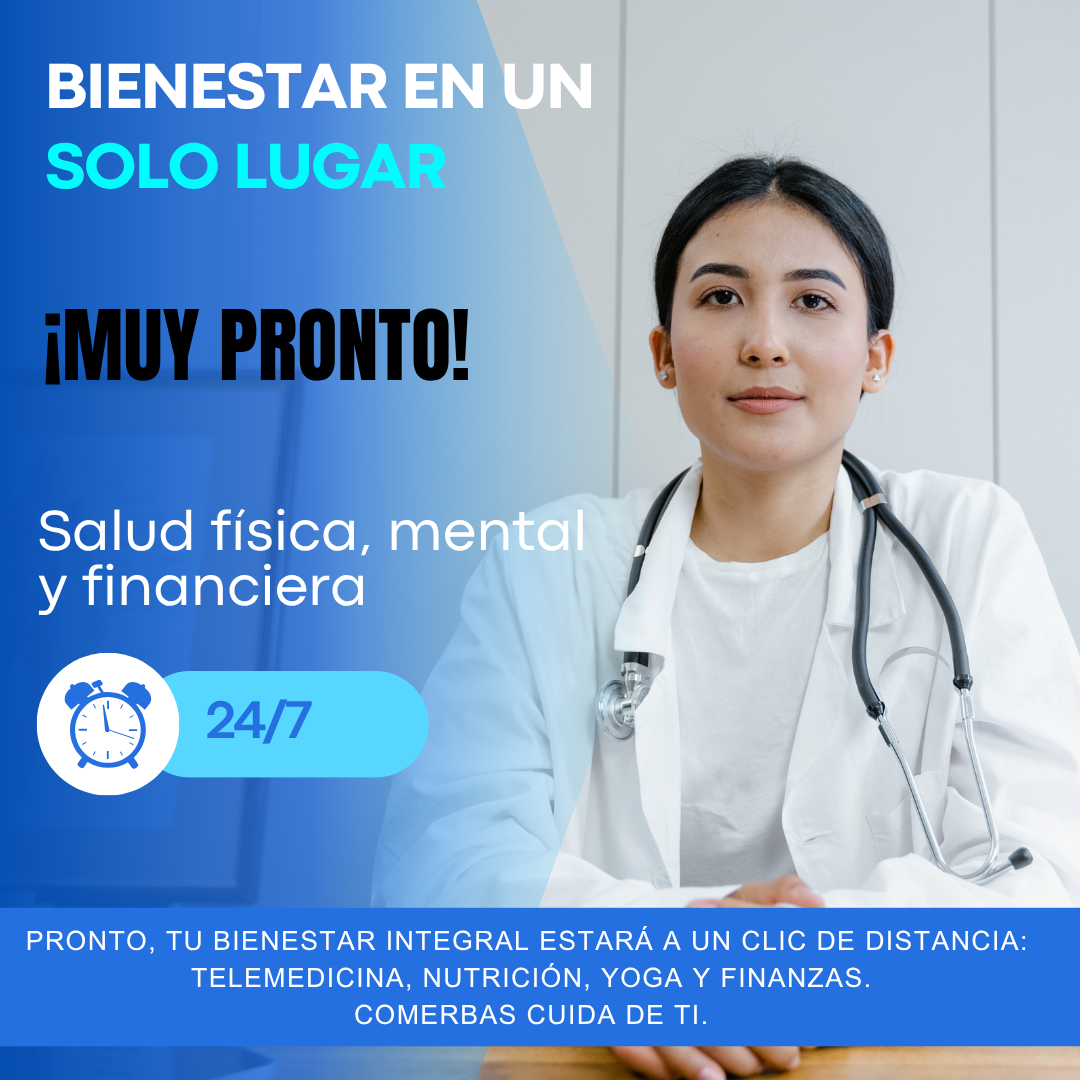 BIENESTAR EN UN
SOLO LUGAR
¡MUY PRONTO!
Salud física, mental
y financiera
24/7
PRONTO, TU BIENESTAR INTEGRAL ESTARÁ A UN CLIC DE DISTANCIA:
TELEMEDICINA, NUTRICIÓN, YOGA Y FINANZAS.
COMERBAS CUIDA DE TI.